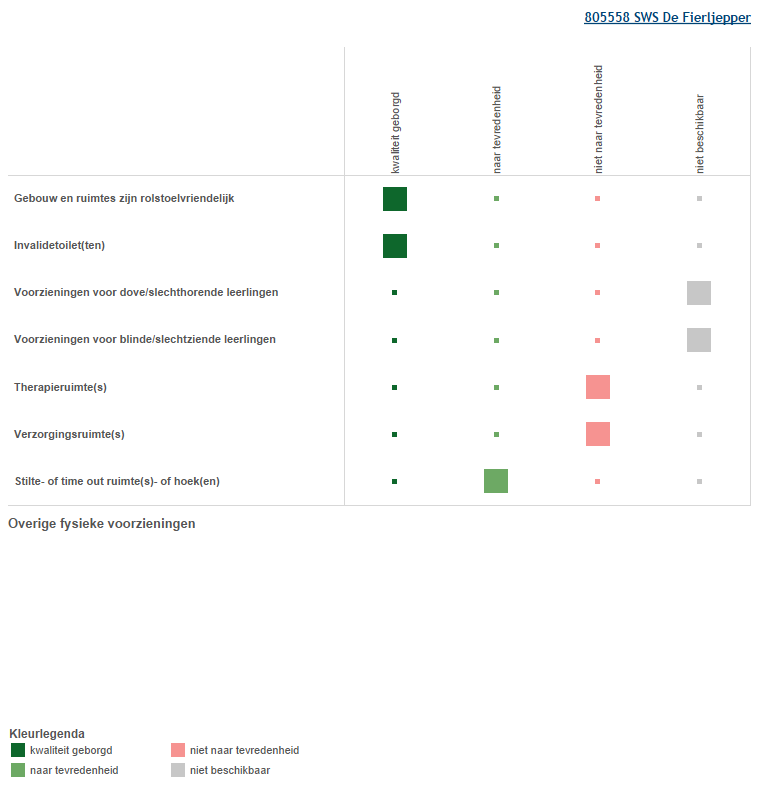 805558 SWS De Fierljepper
kwaliteit geborgd
naar tevredenheid
niet naar tevredenheid
niet beschikbaar
Gebouw en ruimtes zijn rolstoelvriendelijk
Invalidetoilet(ten)
Voorzieningen voor dove/slechthorende leerlingen
Voorzieningen voor blinde/slechtziende leerlingen
Therapieruimte(s)
Verzorgingsruimte(s)
Stilte- of time out ruimte(s)- of hoek(en)
Overige fysieke voorzieningen
Kleurlegenda
kwaliteit geborgd
niet naar tevredenheid
naar tevredenheid
niet beschikbaar